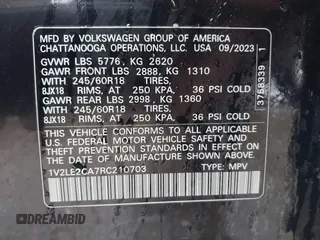 MFD BY VOLKSWAGEN GROUP OF AMERICA
CHATTANOOGA OPERATIONS, LLC. USA 09/2023
GVWR LBS 5776, KG 2620
GAWR FRONT LBS 2888, KG 1310
WITH 245/60R18 TIRES,
8JX18 RIMS, AT 250 KPA, 36 PSI COLD
GAWR REAR LBS 2998, KG 1360
WITH 245/60R18 TIRES,
8JX18 RIMS, AT 250 KPA, 36 PSI COLD
THIS VEHICLE CONFORMS TO ALL APPLICABLE
U.S. FEDERAL MOTOR VEHICLE SAFETY
AND THEFT PREVENTION STANDARDS
IN EFFECT ON THE DATE OF
MANUFACTURE SHOWN ABOVE.
1V2LE2CA7RC210703 TYPE: MPV
3758339 1
DREAMBID